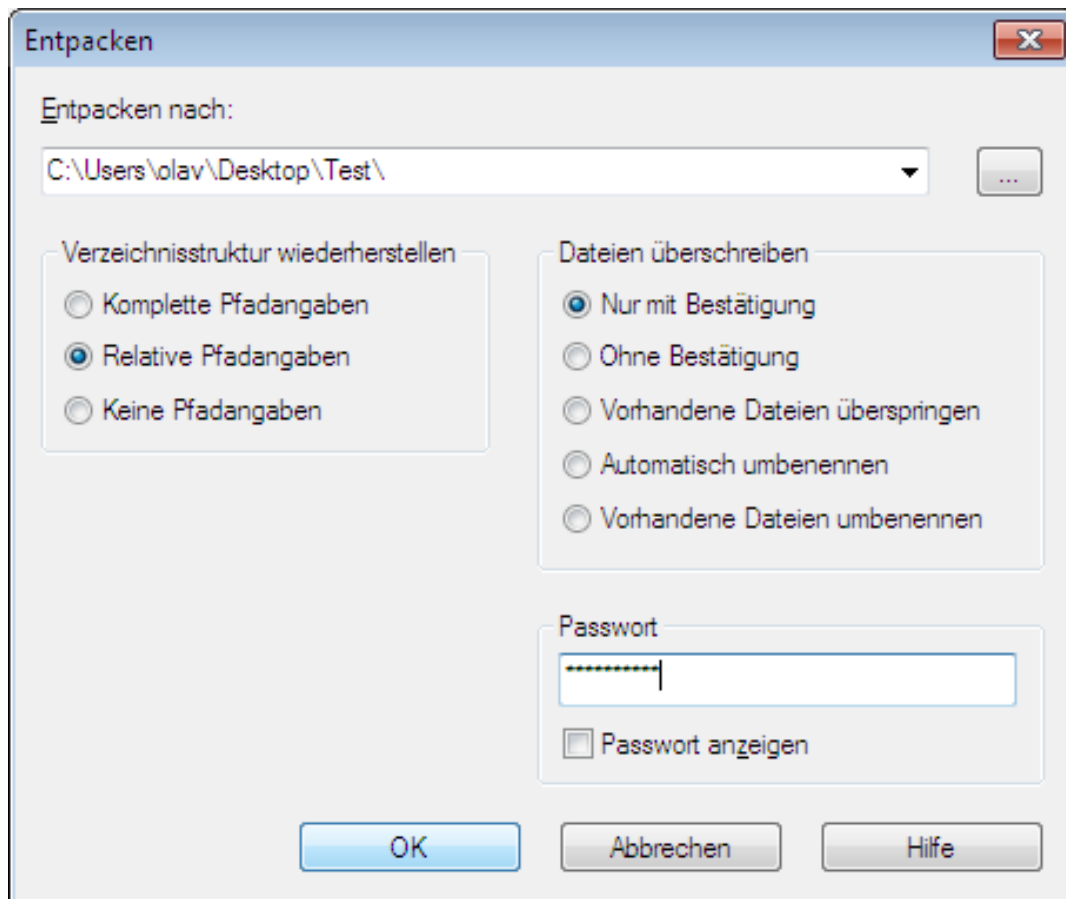 Entpacken
Entpacken nach:
C:\Users\olav\Desktop\Test\
...
Verzeichnisstruktur wiederherstellen
Komplette Pfadangaben
Relative Pfadangaben
Keine Pfadangaben
Dateien überschreiben
Nur mit Bestätigung
Ohne Bestätigung
Vorhandene Dateien überspringen
Automatisch umbenennen
Vorhandene Dateien umbenennen
Passwort
**********
Passwort anzeigen
OK
Abbrechen
Hilfe